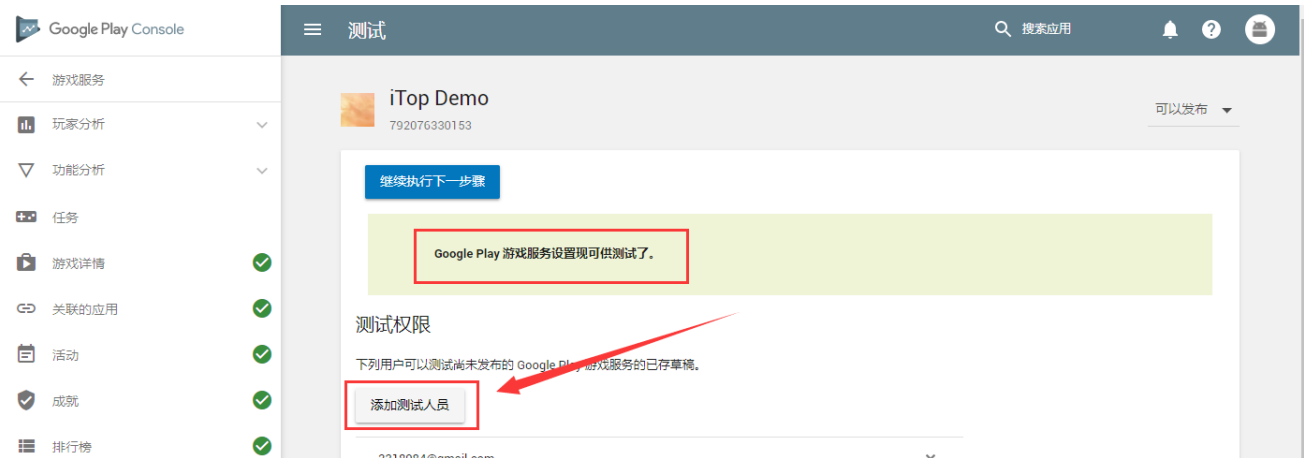 Google Play Console
测试
搜索应用
游戏服务
玩家分析
功能分析
任务
游戏详情
关联的应用
活动
成就
排行榜
iTop Demo
792076330153
可以发布
继续执行下一步骤
Google Play 游戏服务设置现可供测试了。
测试权限
下列用户可以测试尚未发布的 Google Play 游戏服务的已存草稿。
添加测试人员